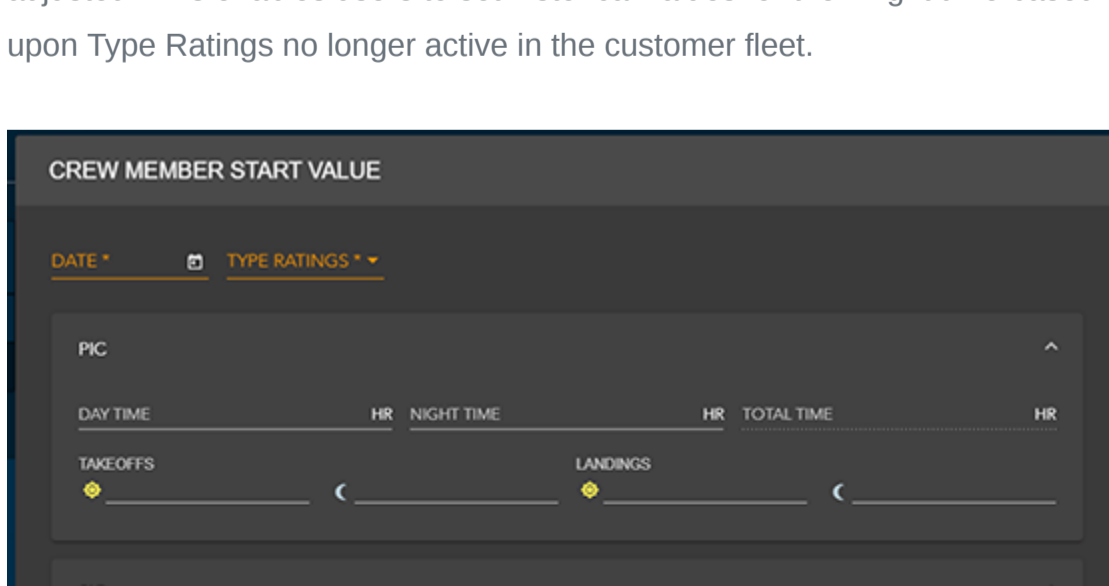 upon Type Ratings no longer active in the customer fleet.
CREW MEMBER START VALUE
DATE * TYPE RATINGS *
PIC
DAY TIME HR NIGHT TIME HR TOTAL TIME HR
TAKEOFFS LANDINGS